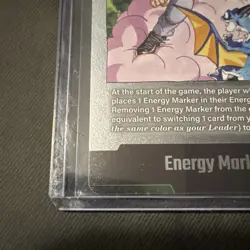 At the start of the game, the player w
places 1 Energy Marker in their Energ
Removing 1 Energy Marker from the e
equivalent to switching 1 card from y
the same color as your Leader) to
Energy Mark